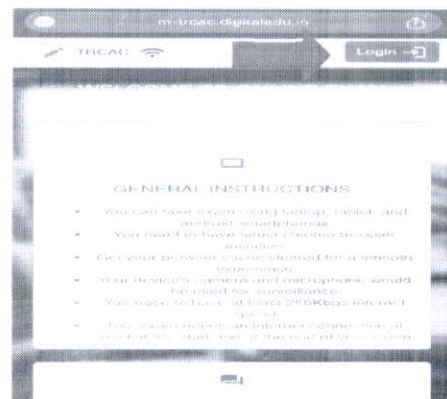 m-trcac.digitaledu.in
TRCAC
Login
GENERAL INSTRUCTIONS
You can take exam using laptop, tablet, and
android smartphones
You need to have latest chrome browser
installed
Get your browser cache cleared for a smooth
experience
Your device's camera and microphone would
be used for surveillance
You need to have at least 256Kbps internet
speed